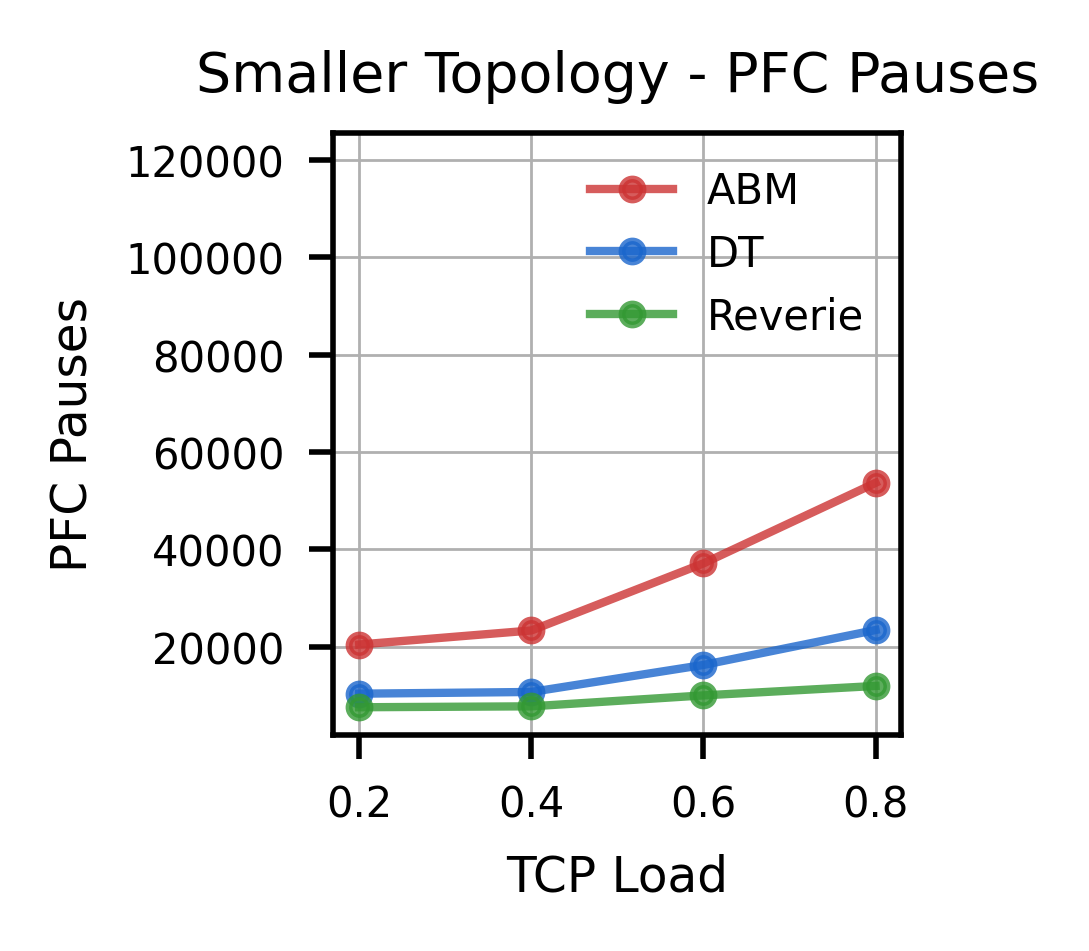 Smaller Topology - PFC Pauses
120000
100000
80000
60000
40000
20000
PFC Pauses
ABM
DT
Reverie
0.2 0.4 0.6 0.8
TCP Load